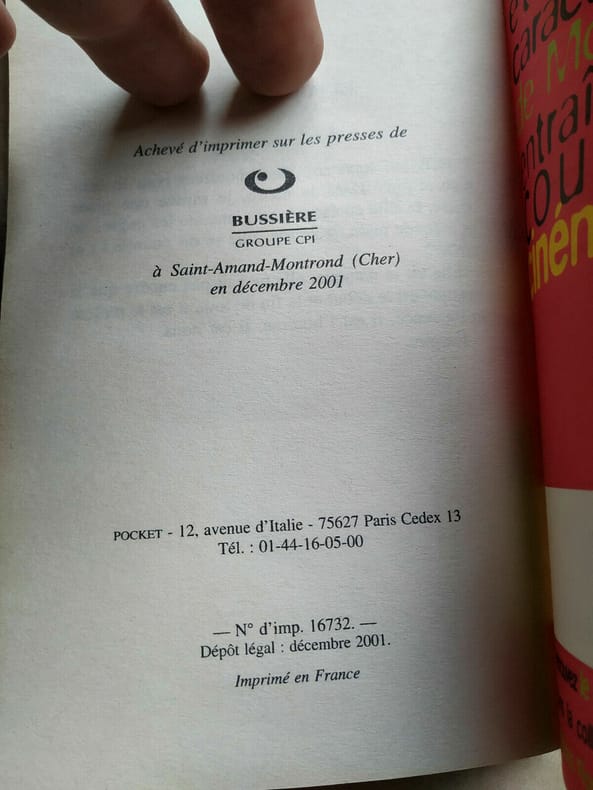 Achevé d'imprimer sur les presses de
BUSSIÈRE
GROUPE CPI
à Saint-Amand-Montrond (Cher)
en décembre 2001
POCKET - 12, avenue d'Italie - 75627 Paris Cedex 13
Tél. : 01-44-16-05-00
— N° d'imp. 16732. —
Dépôt légal : décembre 2001.
Imprimé en France